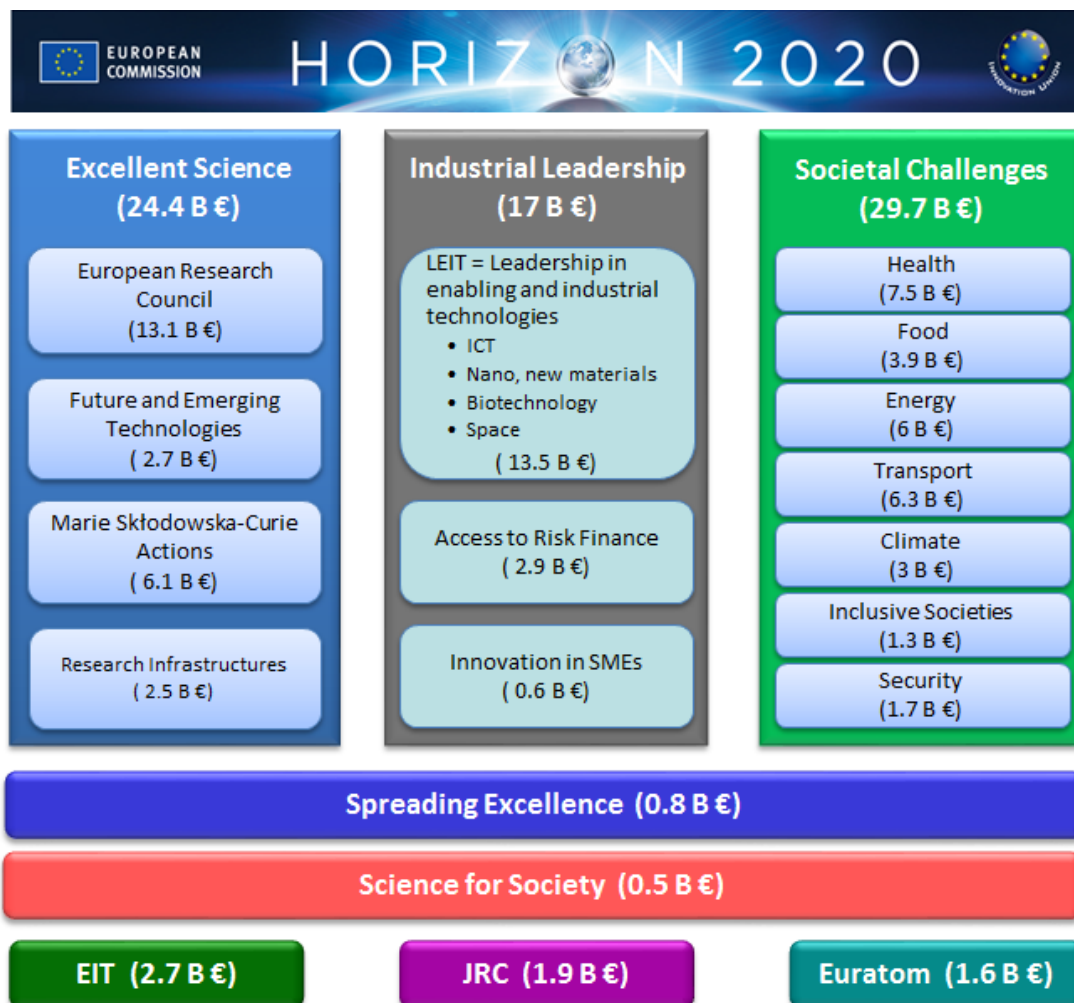 EUROPEAN
COMMISSION
HORIZON 2020
INNOVATION UNION
Excellent Science
(24.4 B €)
European Research
Council
(13.1 B €)
Future and Emerging
Technologies
( 2.7 B €)
Marie Skłodowska-Curie
Actions
( 6.1 B €)
Research Infrastructures
( 2.5 B €)
Industrial Leadership
(17 B €)
LEIT = Leadership in
enabling and industrial
technologies
• ICT
• Nano, new materials
• Biotechnology
• Space
( 13.5 B €)
Access to Risk Finance
( 2.9 B €)
Innovation in SMEs
( 0.6 B €)
Societal Challenges
(29.7 B €)
Health
(7.5 B €)
Food
(3.9 B €)
Energy
(6 B €)
Transport
(6.3 B €)
Climate
(3 B €)
Inclusive Societies
(1.3 B €)
Security
(1.7 B €)
Spreading Excellence (0.8 B €)
Science for Society (0.5 B €)
EIT (2.7 B €)
JRC (1.9 B €)
Euratom (1.6 B €)